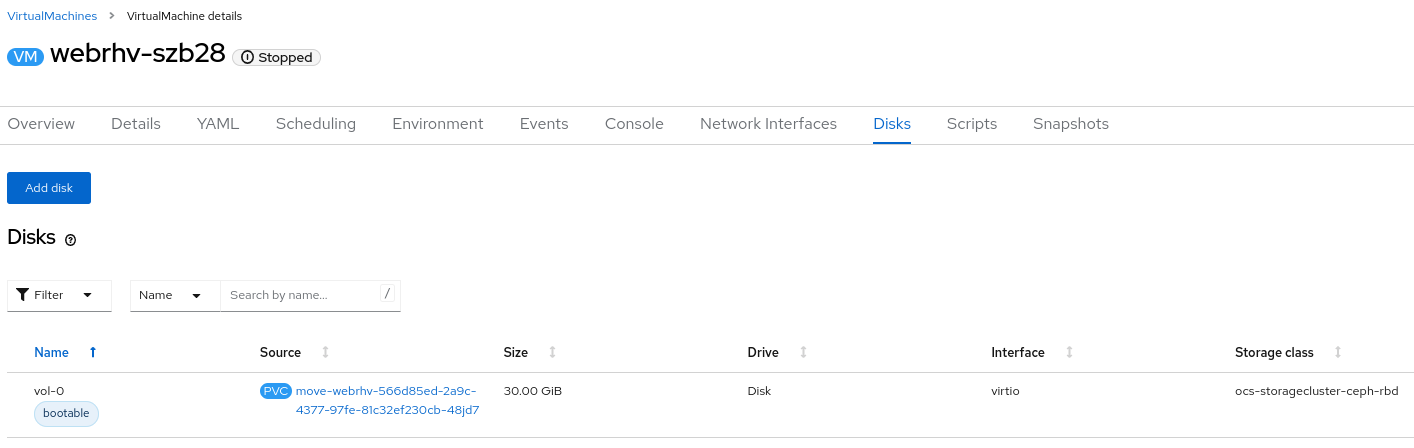 VirtualMachines > VirtualMachine details
VM webrhv-szb28 Stopped
Overview Details YAML Scheduling Environment Events Console Network Interfaces Disks Scripts Snapshots
Add disk
Disks ?
Filter Name Search by name... /
Name Source Size Drive Interface Storage class
vol-0 PVC move-webrhv-566d85ed-2a9c- 30.00 GiB Disk virtio ocs-storagecluster-ceph-rbd
bootable 4377-97fe-81c32ef230cb-48jd7